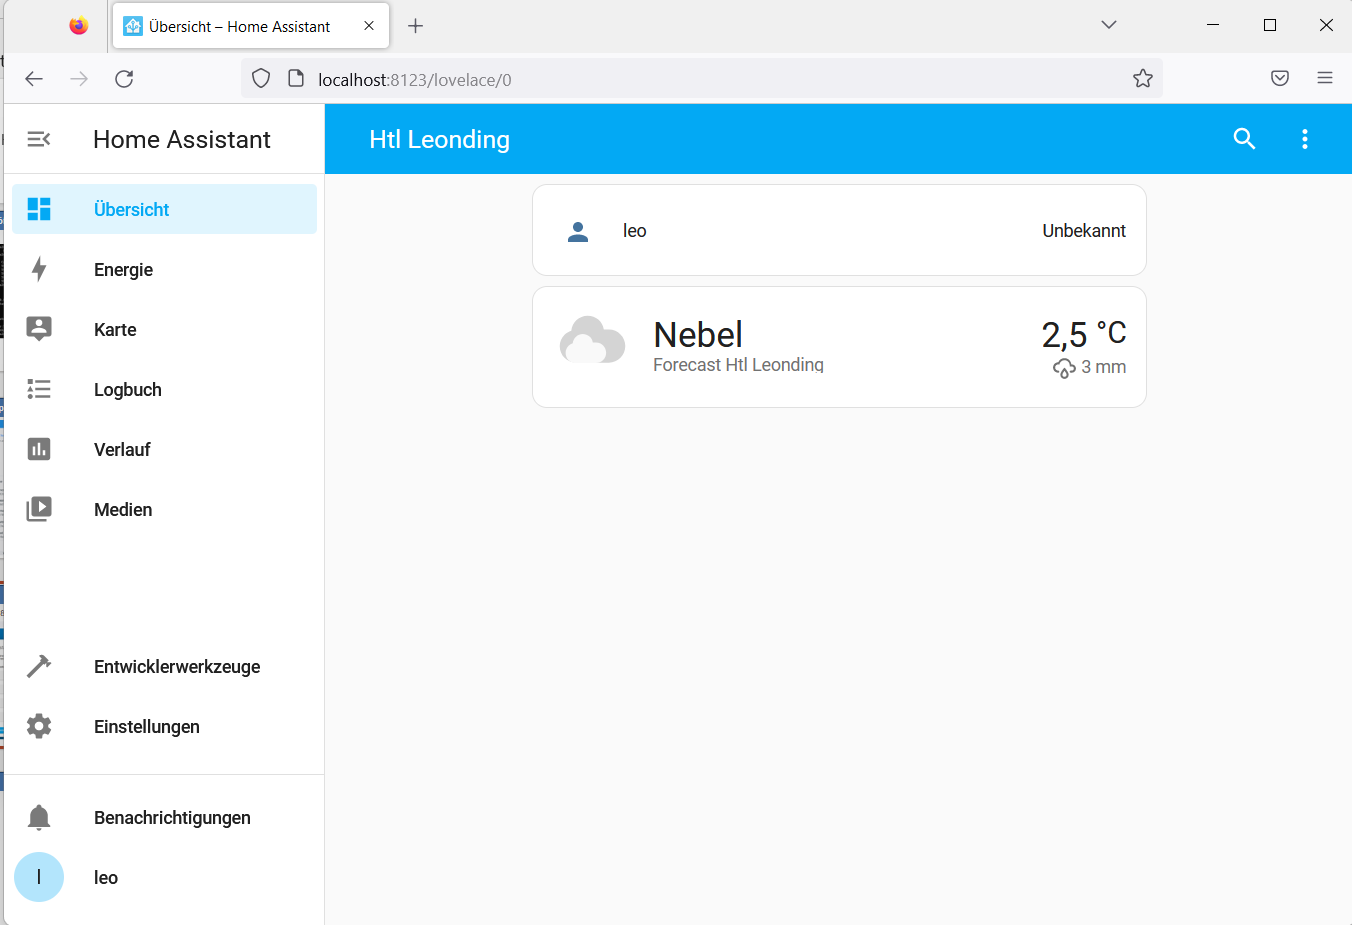 Übersicht – Home Assistant
localhost:8123/lovelace/0
Home Assistant
Htl Leonding
Übersicht
Energie
Karte
Logbuch
Verlauf
Medien
Entwicklerwerkzeuge
Einstellungen
Benachrichtigungen
l
leo
leo
Unbekannt
Nebel
Forecast Htl Leonding
2,5 °C
3 mm